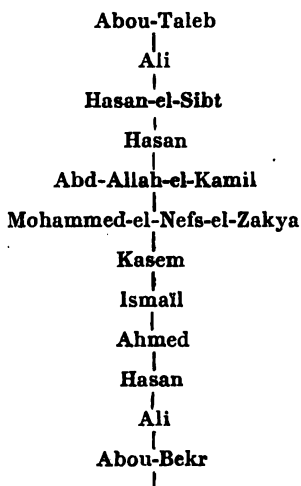 Abou-Taleb
Ali
Hasan-el-Sibt
Hasan
Abd-Allah-el-Kamil
Mohammed-el-Nefs-el-Zakya
Kasem
Ismaïl
Ahmed
Hasan
Ali
Abou-Bekr